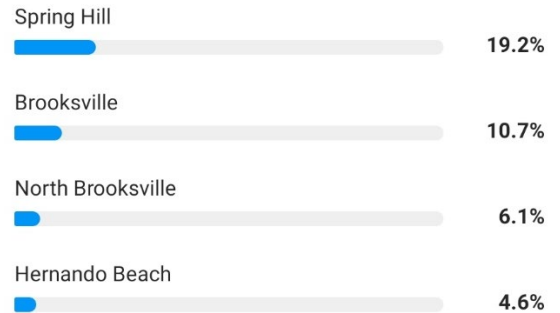 Spring Hill
19.2%
Brooksville
10.7%
North Brooksville
6.1%
Hernando Beach
4.6%